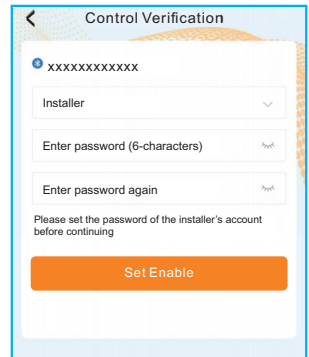 Control Verification
xxxxxxxxxxxx
Installer
Enter password (6-characters)
Enter password again
Please set the password of the installer's account
before continuing
Set Enable